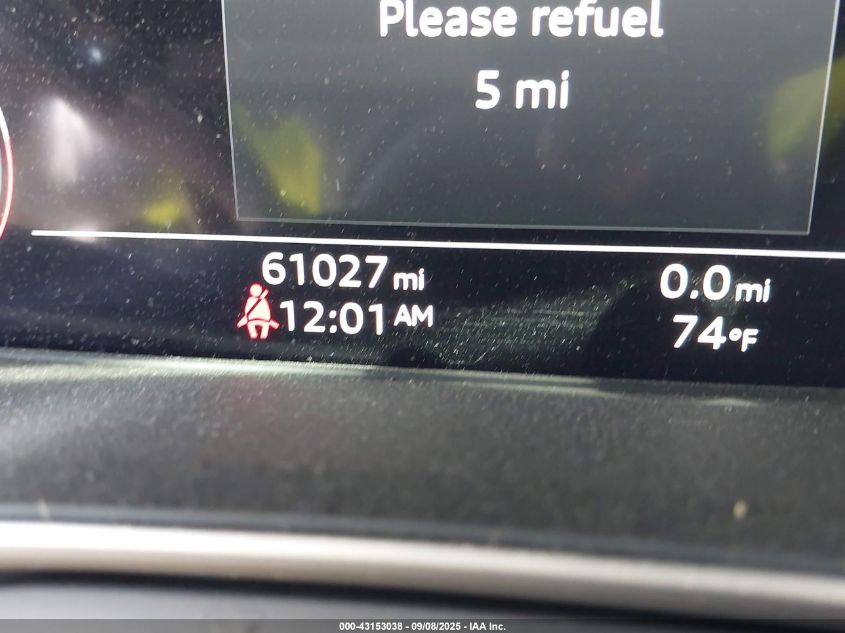 Please refuel
5 mi
61027 mi
0.0 mi
12:01 AM
74°F
000-43153038 - 09/08/2025 - IAA Inc.